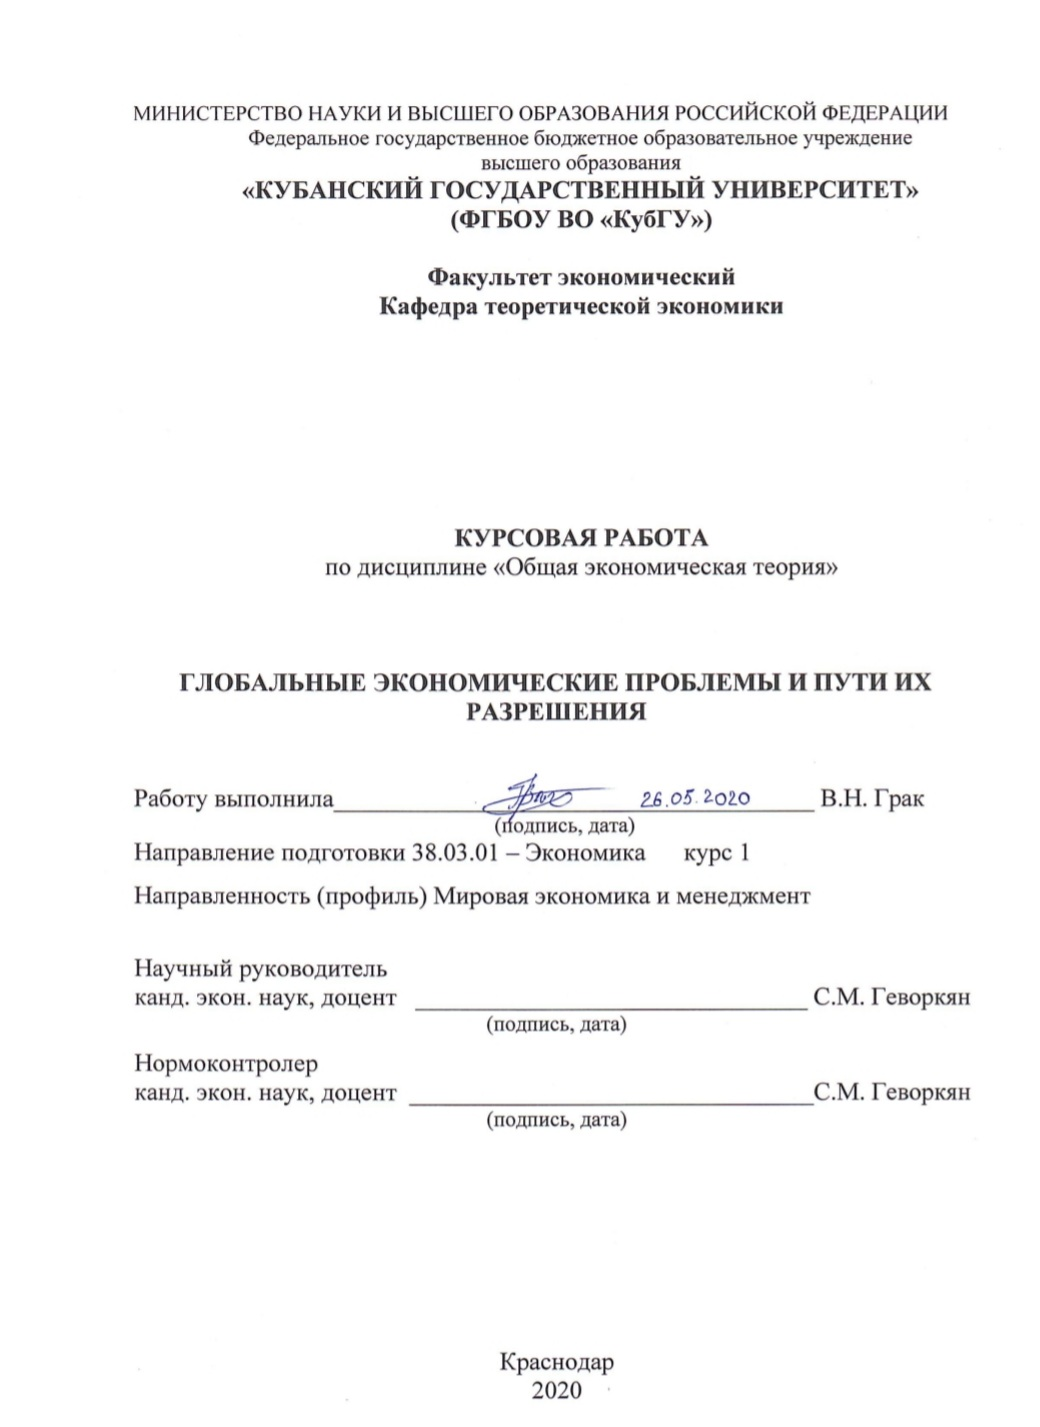 МИНИСТЕРСТВО НАУКИ И ВЫСШЕГО ОБРАЗОВАНИЯ РОССИЙСКОЙ ФЕДЕРАЦИИ
Федеральное государственное бюджетное образовательное учреждение
высшего образования
«КУБАНСКИЙ ГОСУДАРСТВЕННЫЙ УНИВЕРСИТЕТ»
(ФГБОУ ВО «КубГУ»)
Факультет экономический
Кафедра теоретической экономики
КУРСОВАЯ РАБОТА
по дисциплине «Общая экономическая теория»
ГЛОБАЛЬНЫЕ ЭКОНОМИЧЕСКИЕ ПРОБЛЕМЫ И ПУТИ ИХ
РАЗРЕШЕНИЯ
Работу выполнила 26.05.2020 В.Н. Грак
(подпись, дата)
Направление подготовки 38.03.01 – Экономика курс 1
Направленность (профиль) Мировая экономика и менеджмент
Научный руководитель
канд. экон. наук, доцент С.М. Геворкян
(подпись, дата)
Нормоконтролер
канд. экон. наук, доцент С.М. Геворкян
(подпись, дата)
Краснодар
2020